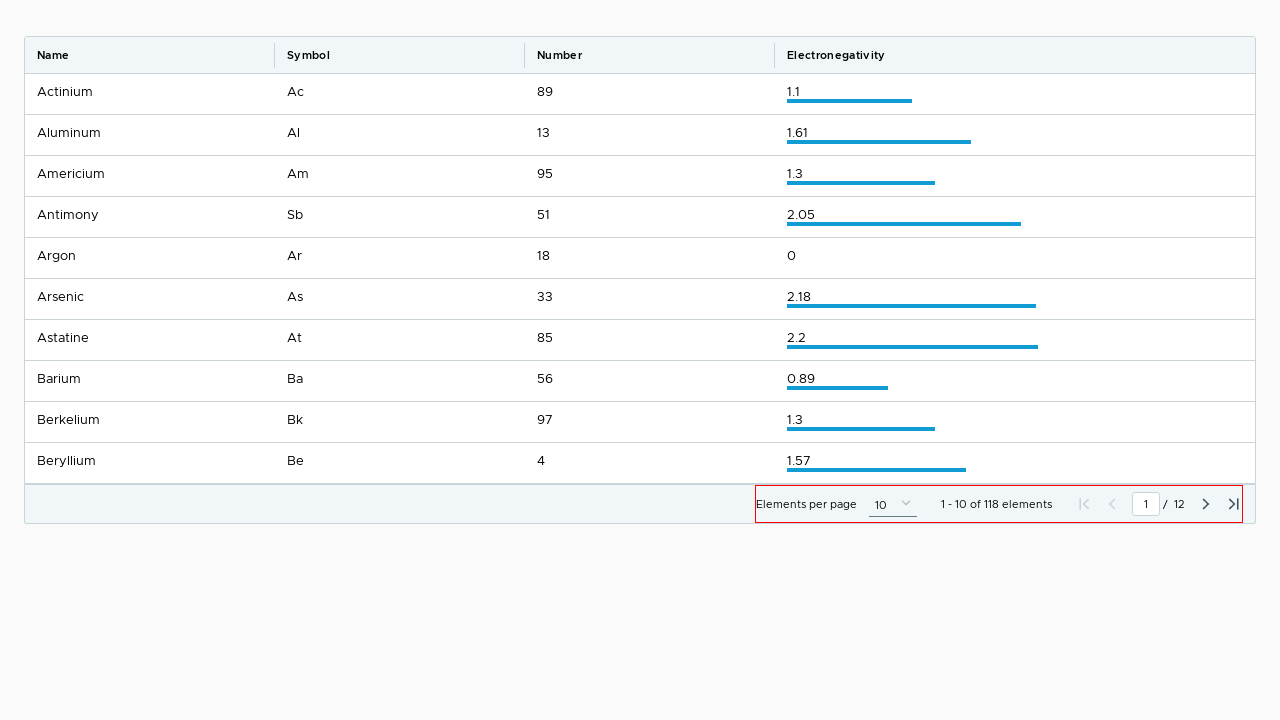 Name Symbol Number Electronegativity
Actinium Ac 89 1.1
Aluminum Al 13 1.61
Americium Am 95 1.3
Antimony Sb 51 2.05
Argon Ar 18 0
Arsenic As 33 2.18
Astatine At 85 2.2
Barium Ba 56 0.89
Berkelium Bk 97 1.3
Beryllium Be 4 1.57
Elements per page 10 1 - 10 of 118 elements 1 / 12